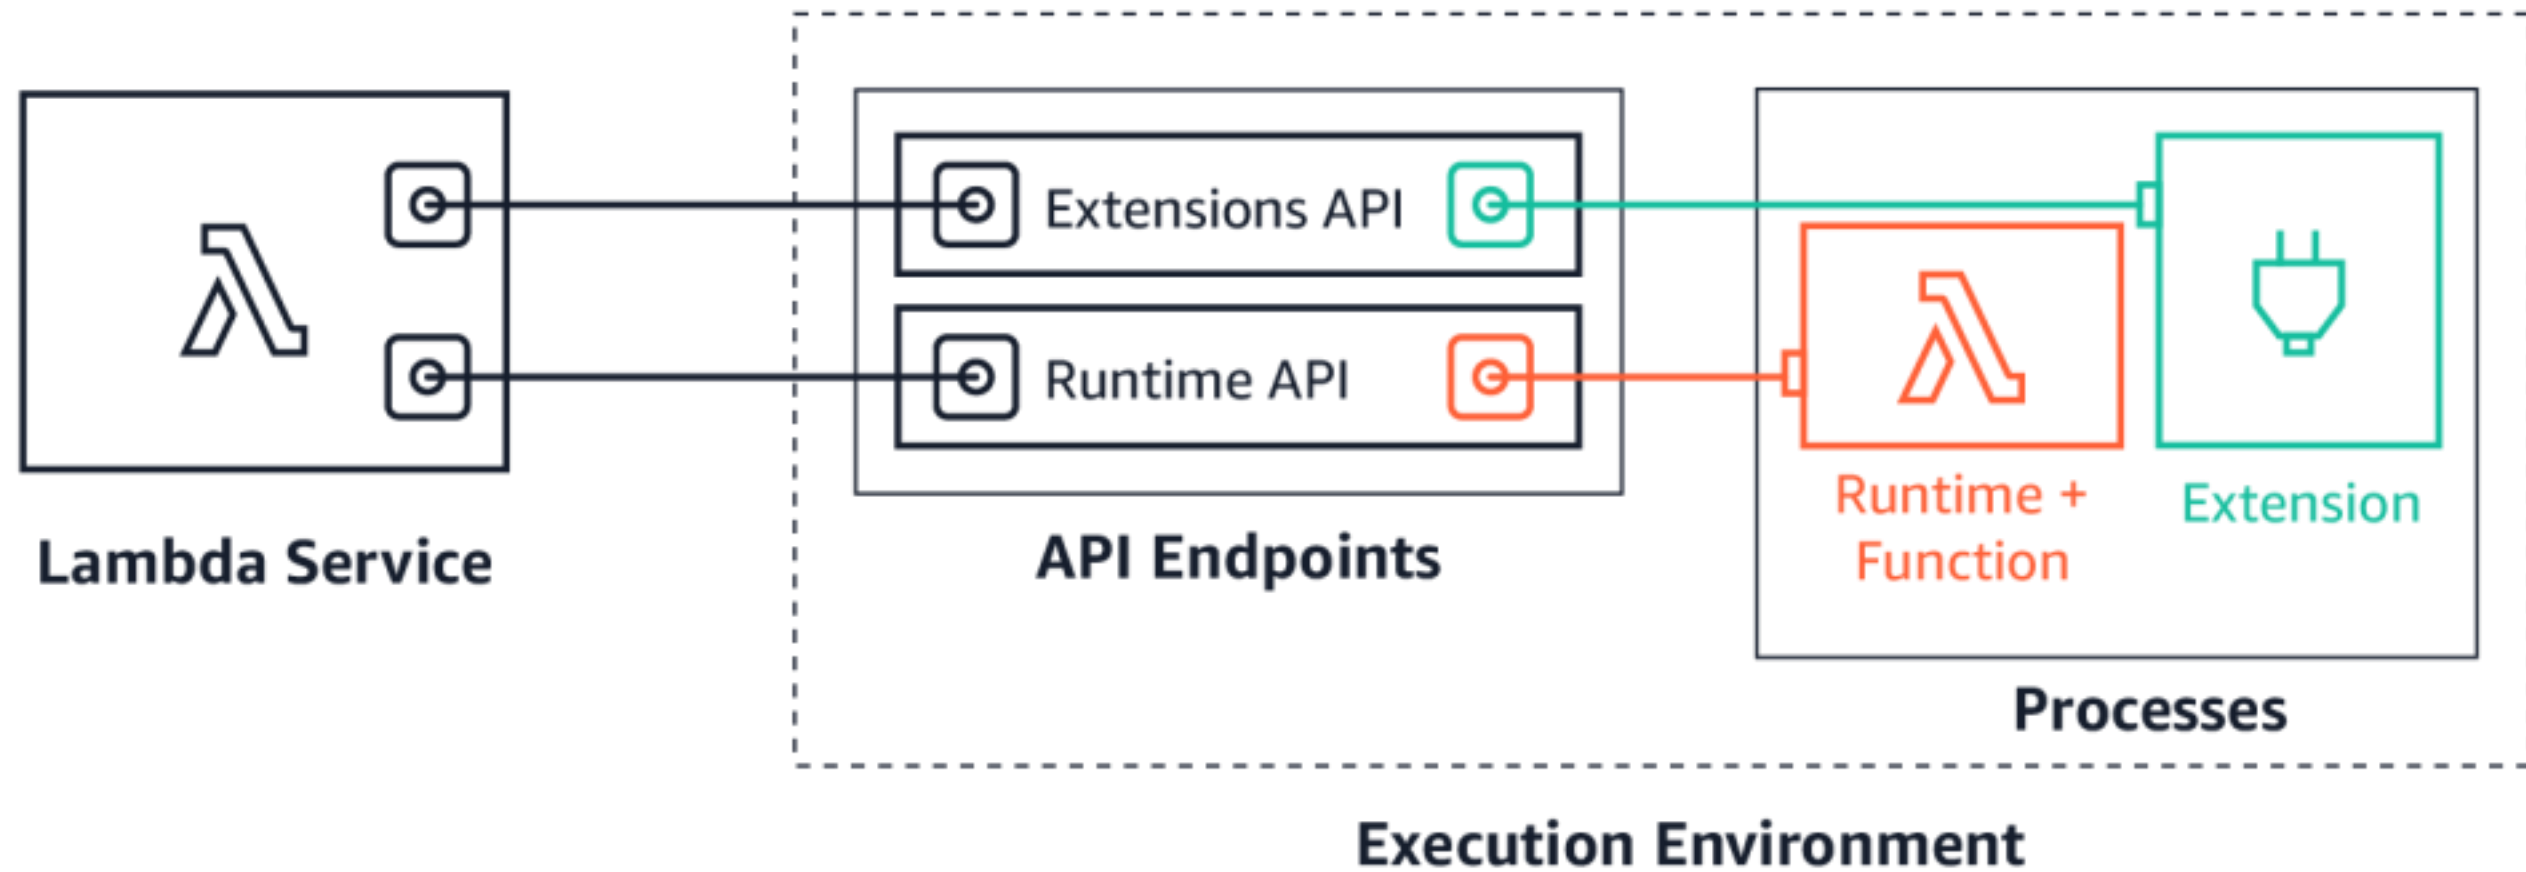 Extensions API
Runtime API
Runtime +
Function
Extension
Lambda Service
API Endpoints
Processes
Execution Environment